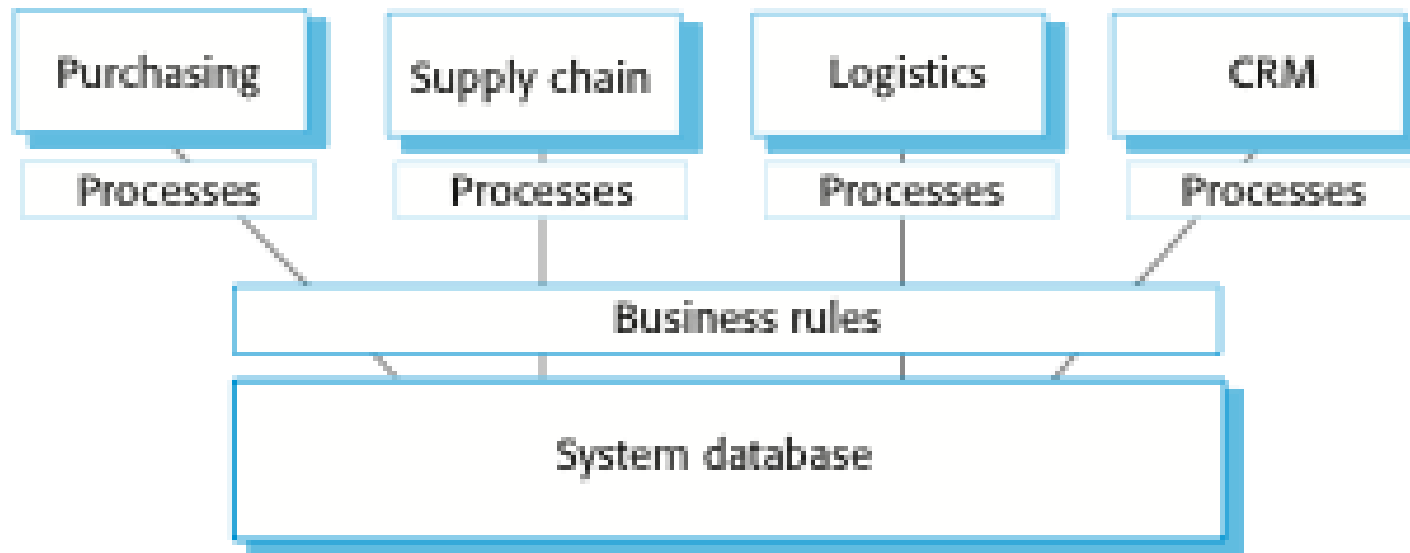 Purchasing
Supply chain
Logistics
CRM
Processes
Processes
Processes
Processes
Business rules
System database